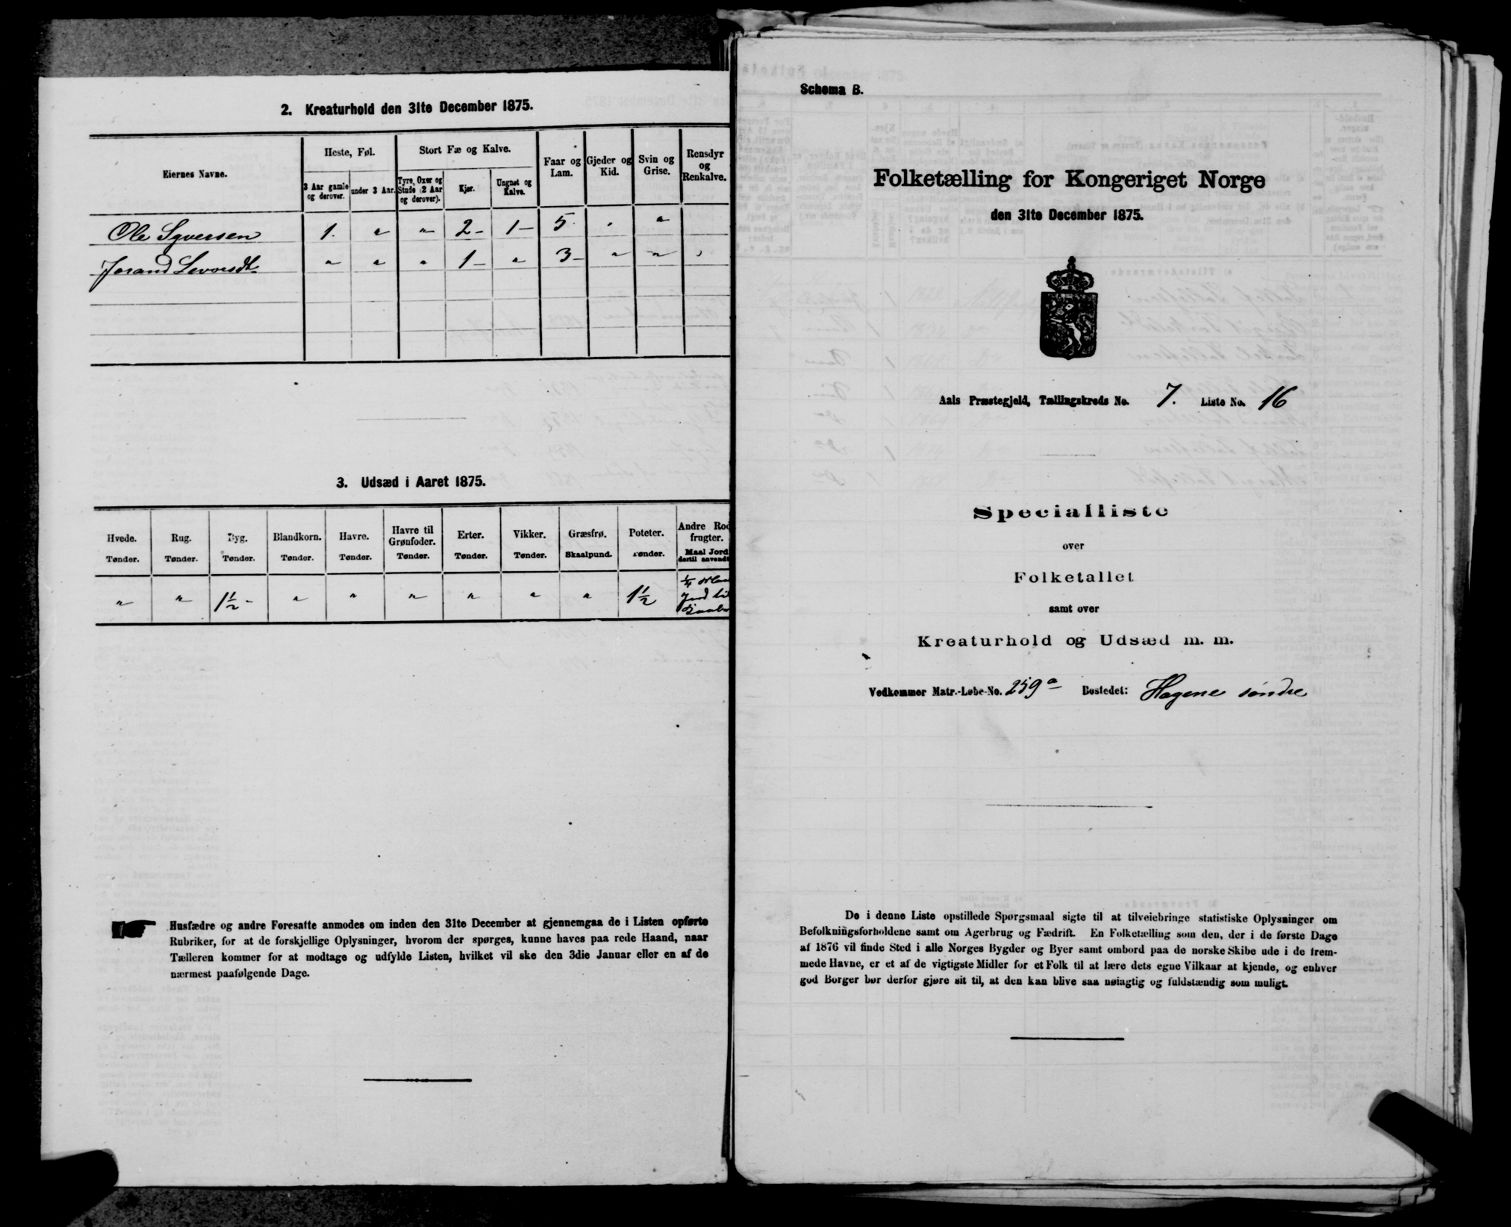 2. Kreaturhold den 31te December 1875.
Eiernes Navne.
Heste, Føl.
Stort Fæ og Kalve.
Faar og Lam.
Gjeder og Kid.
Svin og Grise.
Rensdyr og Renkalve.
3 Aar gamle og derover.
under 3 Aar.
Tyre, Oxer og Stude (2 Aar og derover).
Kjør.
Ungnøt og Kalve.
Ole Syversen 1. " " 2 - 1 - 5 . "
Jorand Levorsdt. " " " 1 - " 3 - " " "
3. Udsæd i Aaret 1875.
Hvede. Rug. Byg. Blandkorn. Havre. Havre til Grønfoder. Erter. Vikker. Græsfrø. Poteter. Andre Rod frugter.
Tønder. Tønder. Tønder. Tønder. Tønder. Tønder. Tønder. Tønder. Skaalpund. Tønder. Maal Jord dertil anvendt
" " 1½ - " " " " " " 1½ ¼
Husfædre og andre Foresatte anmodes om inden den 31te December at gjennemgaa de i Listen opførte
Rubriker, for at de forskjellige Oplysninger, hvorom der spørges, kunne haves paa rede Haand, naar
Tælleren kommer for at modtage og udfylde Listen, hvilket vil ske den 3die Januar eller en af de
nærmest paafølgende Dage.
Schema B.
Folketælling for Kongeriget Norge
den 31te December 1875.
Aals Præstegjeld, Tællingskreds No. 7. Liste No. 16
Specialliste
over
Folketallet
samt over
Kreaturhold og Udsæd m. m.
Vedkommer Matr.-Løbe-No. 259a Bostedet: Hagene søndre
De i denne Liste opstillede Spørgsmaal sigte til at tilveiebringe statistiske Oplysninger om
Befolkningsforholdene samt om Agerbrug og Fædrift. En Folketælling som den, der i de første Dage
af 1876 vil finde Sted i alle Norges Bygder og Byer samt ombord paa de norske Skibe ude i de frem-
mede Havne, er et af de vigtigste Midler for et Folk til at lære dets egne Vilkaar at kjende, og enhver
god Borger bør derfor gjøre sit til, at den kan blive saa nøiagtig og fuldstændig som muligt.